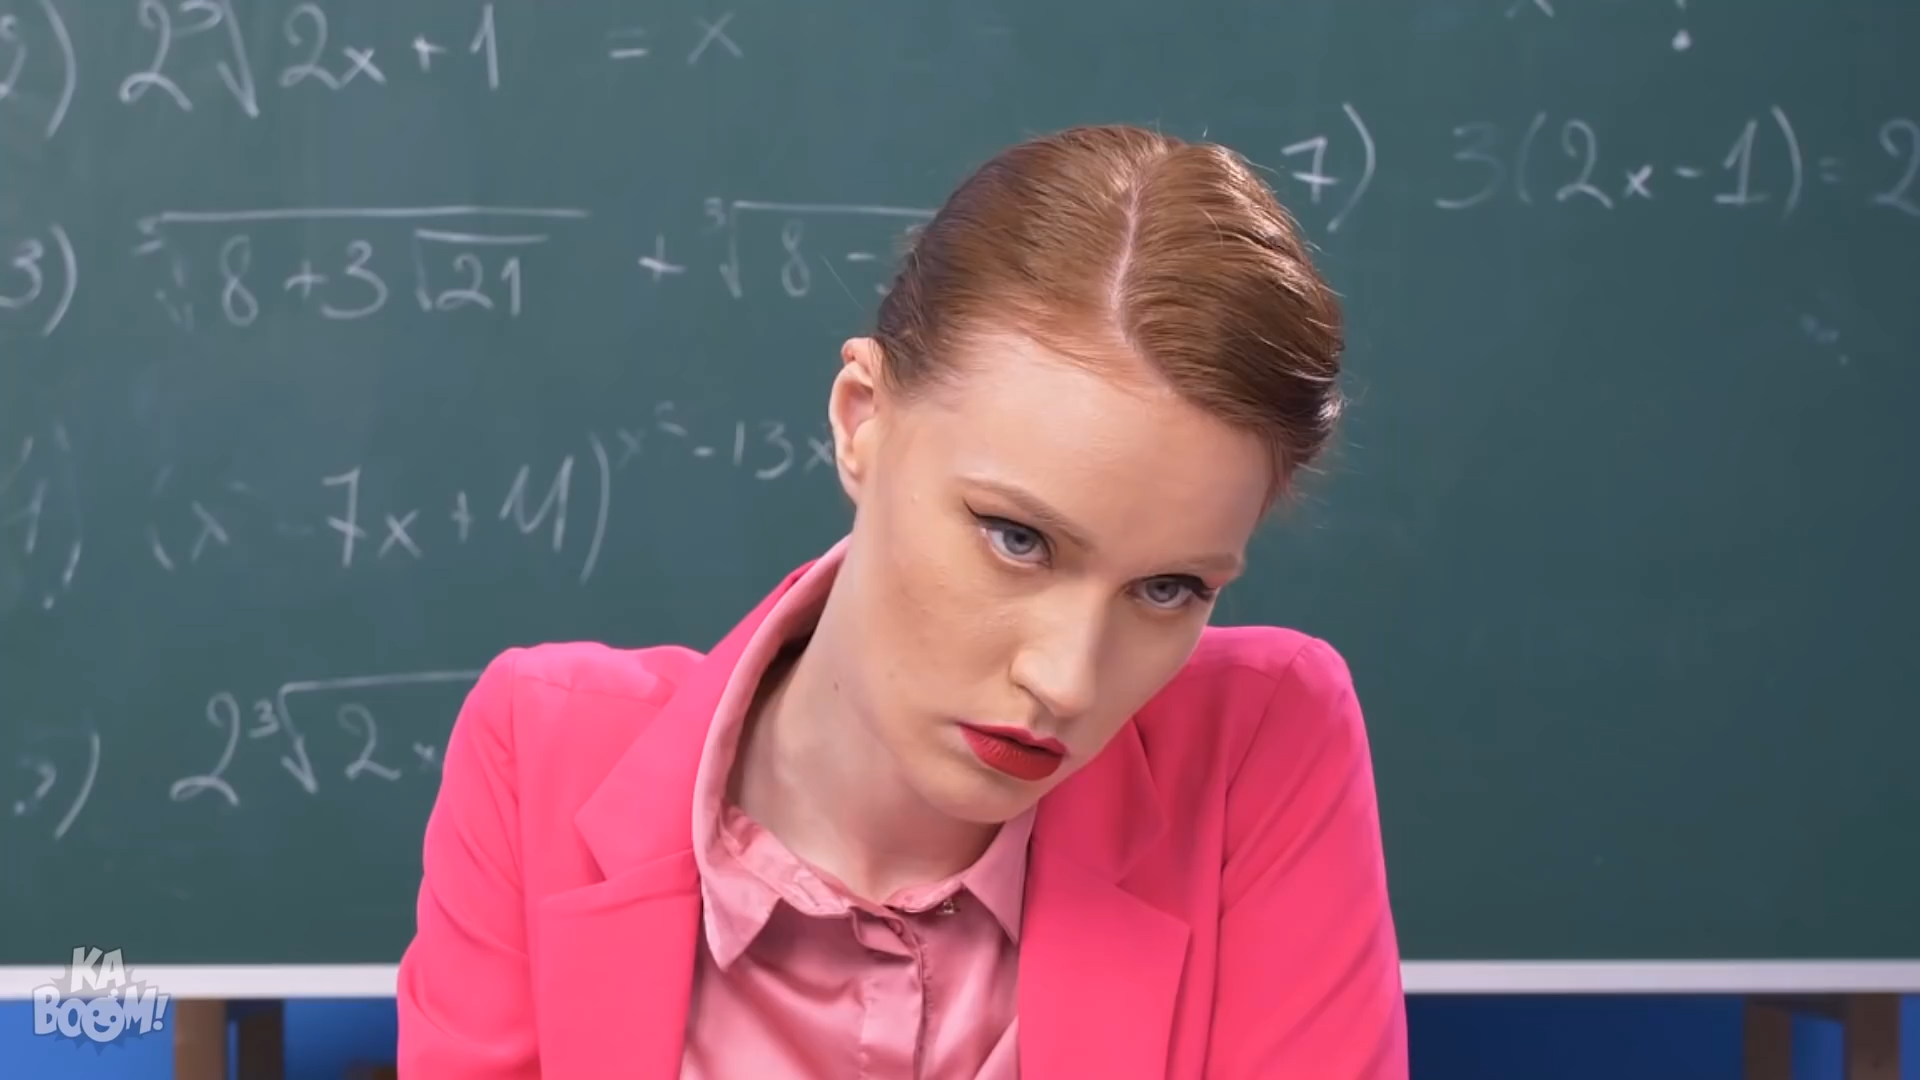 2) 2∛2x+1 = x
7) 3(2x-1)=2
3) ∛8+3√21 + ∛8-
(x - 7x+11)^x²-13x
2∛2x
KA
BOOM!